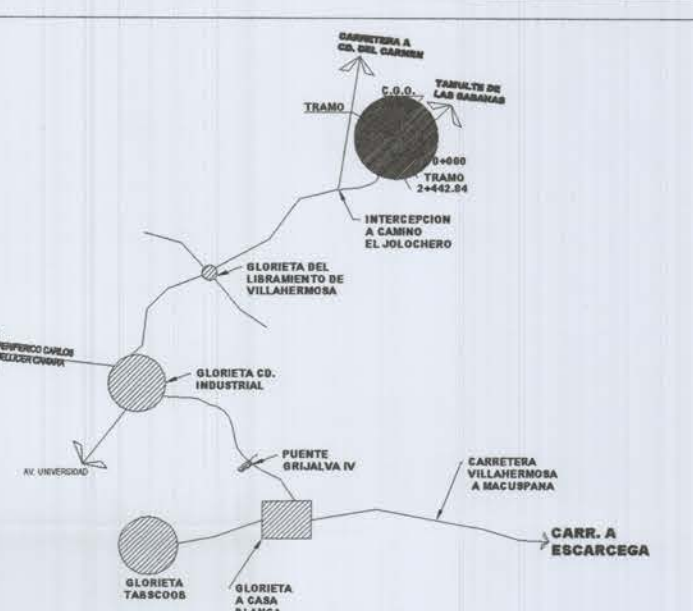 CARRETERA A
CD. DEL CARMEN
TAMULTE DE
LAS SABANAS
C.G.O.
TRAMO
0+000
TRAMO
2+442.84
INTERCEPCION
A CAMINO
EL JOLOCHERO
GLORIETA DEL
LIBRAMIENTO DE
VILLAHERMOSA
PERIFERICO CARLOS
PELLICER CAMARA
GLORIETA CD.
INDUSTRIAL
AV. UNIVERSIDAD
PUENTE
GRIJALVA IV
CARRETERA
VILLAHERMOSA
A MACUSPANA
CARR. A
ESCARCEGA
GLORIETA
TABSCOOB
GLORIETA
A CASA
BLANCA